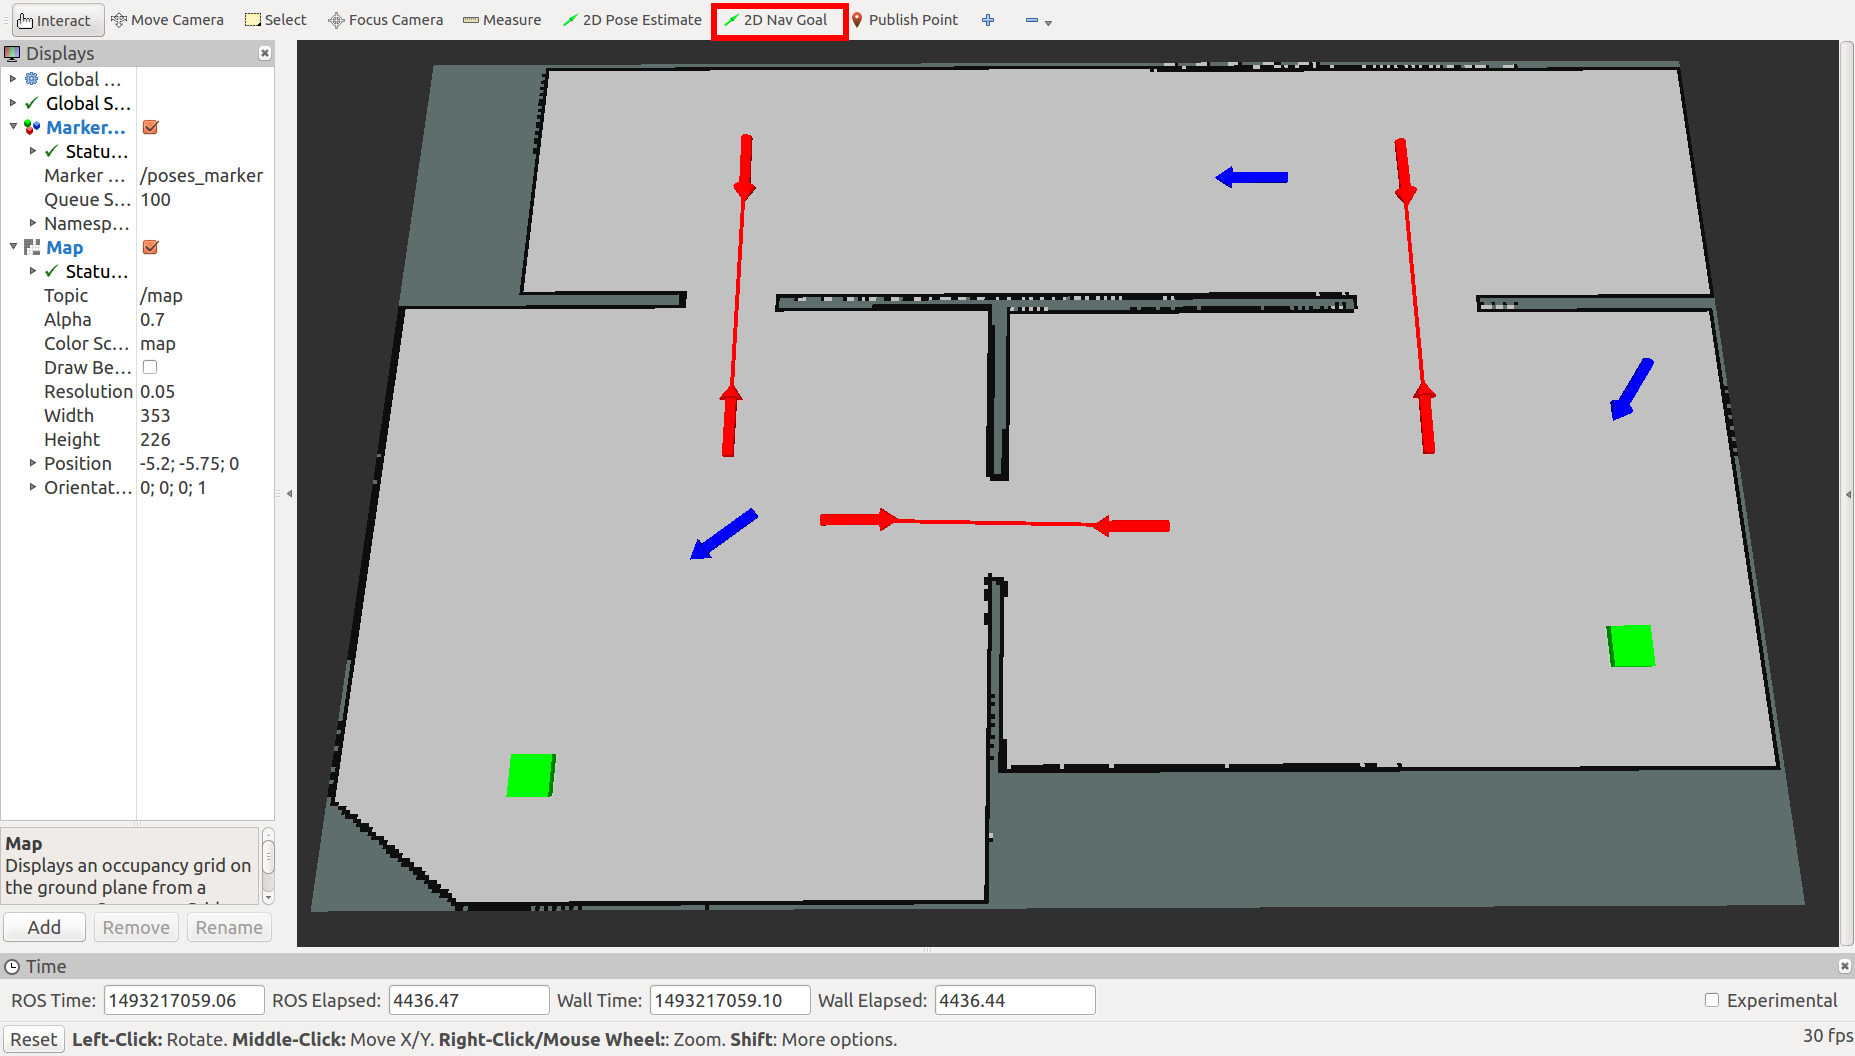 Interact Move Camera Select Focus Camera Measure 2D Pose Estimate 2D Nav Goal Publish Point
Displays
Global ...
Global S...
Marker...
Statu...
Marker ... /poses_marker
Queue S... 100
Namesp...
Map
Statu...
Topic /map
Alpha 0.7
Color Sc... map
Draw Be...
Resolution 0.05
Width 353
Height 226
Position -5.2; -5.75; 0
Orientat... 0; 0; 0; 1
Map
Displays an occupancy grid on
the ground plane from a
Add Remove Rename
Time
ROS Time: 1493217059.06 ROS Elapsed: 4436.47 Wall Time: 1493217059.10 Wall Elapsed: 4436.44 Experimental
Reset Left-Click: Rotate. Middle-Click: Move X/Y. Right-Click/Mouse Wheel:: Zoom. Shift: More options. 30 fps